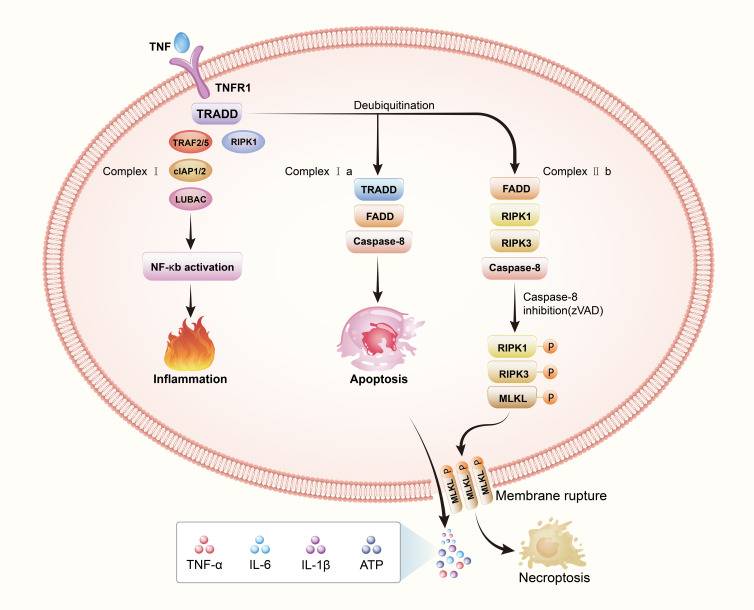 TNF
TNFR1
TRADD
Deubiquitination
TRAF2/5
RIPK1
Complex Ⅰ
cIAP1/2
LUBAC
NF-κb activation
Inflammation
Complex Ⅰ a
TRADD
FADD
Caspase-8
Apoptosis
Complex Ⅱ b
FADD
RIPK1
RIPK3
Caspase-8
Caspase-8
inhibition(zVAD)
RIPK1 P
RIPK3 P
MLKL P
MLKL P
MLKL P
MLKL P
Membrane rupture
TNF-α
IL-6
IL-1β
ATP
Necroptosis